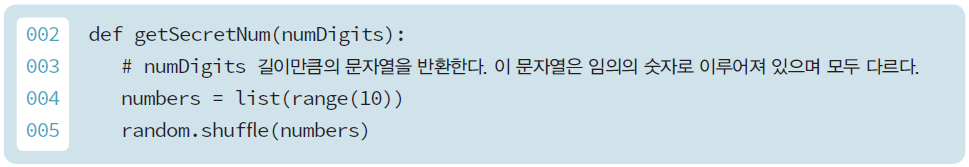 002 def getSecretNum(numDigits):
003 # numDigits 길이만큼의 문자열을 반환한다. 이 문자열은 임의의 숫자로 이루어져 있으며 모두 다르다.
004 numbers = list(range(10))
005 random.shuffle(numbers)